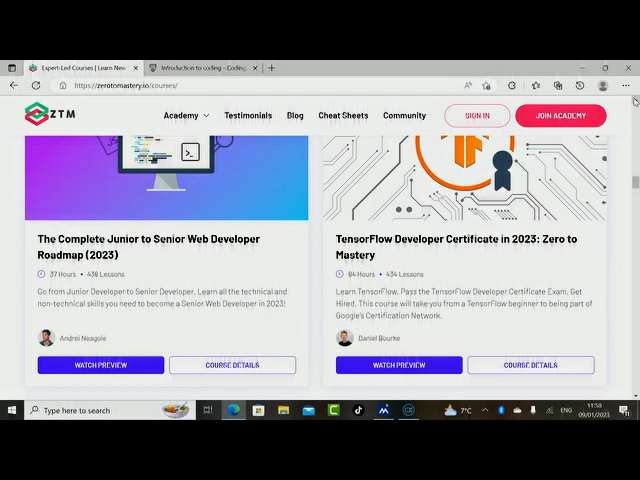 Expert-Led Courses | Learn New
Introduction to coding - Coding
https://zerotomastery.io/courses/
ZTM
Academy
Testimonials
Blog
Cheat Sheets
Community
SIGN IN
JOIN ACADEMY
The Complete Junior to Senior Web Developer
Roadmap (2023)
37 Hours • 430 Lessons
Go from Junior Developer to Senior Developer. Learn all the technical and
non-technical skills you need to become a Senior Web Developer in 2023!
Andrei Neagoie
WATCH PREVIEW
COURSE DETAILS
TensorFlow Developer Certificate in 2023: Zero to
Mastery
64 Hours • 434 Lessons
Learn TensorFlow. Pass the TensorFlow Developer Certificate Exam. Get
Hired. This course will take you from a TensorFlow beginner to being part of
Google's Certification Network.
Daniel Bourke
WATCH PREVIEW
COURSE DETAILS
Type here to search
7°C
ENG
11:58
09/01/2023